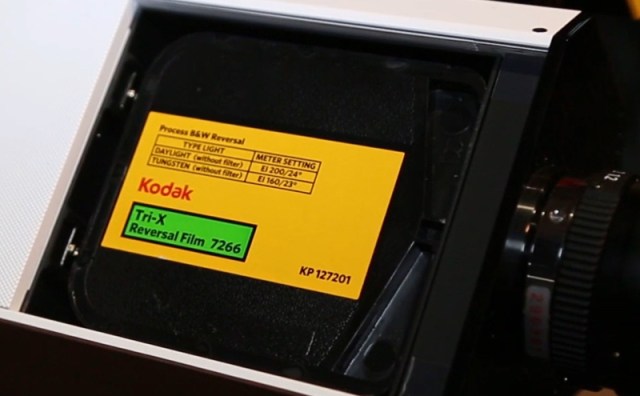 Process B&W Reversal
TYPE LIGHT METER SETTING
DAYLIGHT (without filter) EI 200/24°
TUNGSTEN (without filter) EI 160/23°
Kodak
Tri-X
Reversal Film 7266
KP 127201